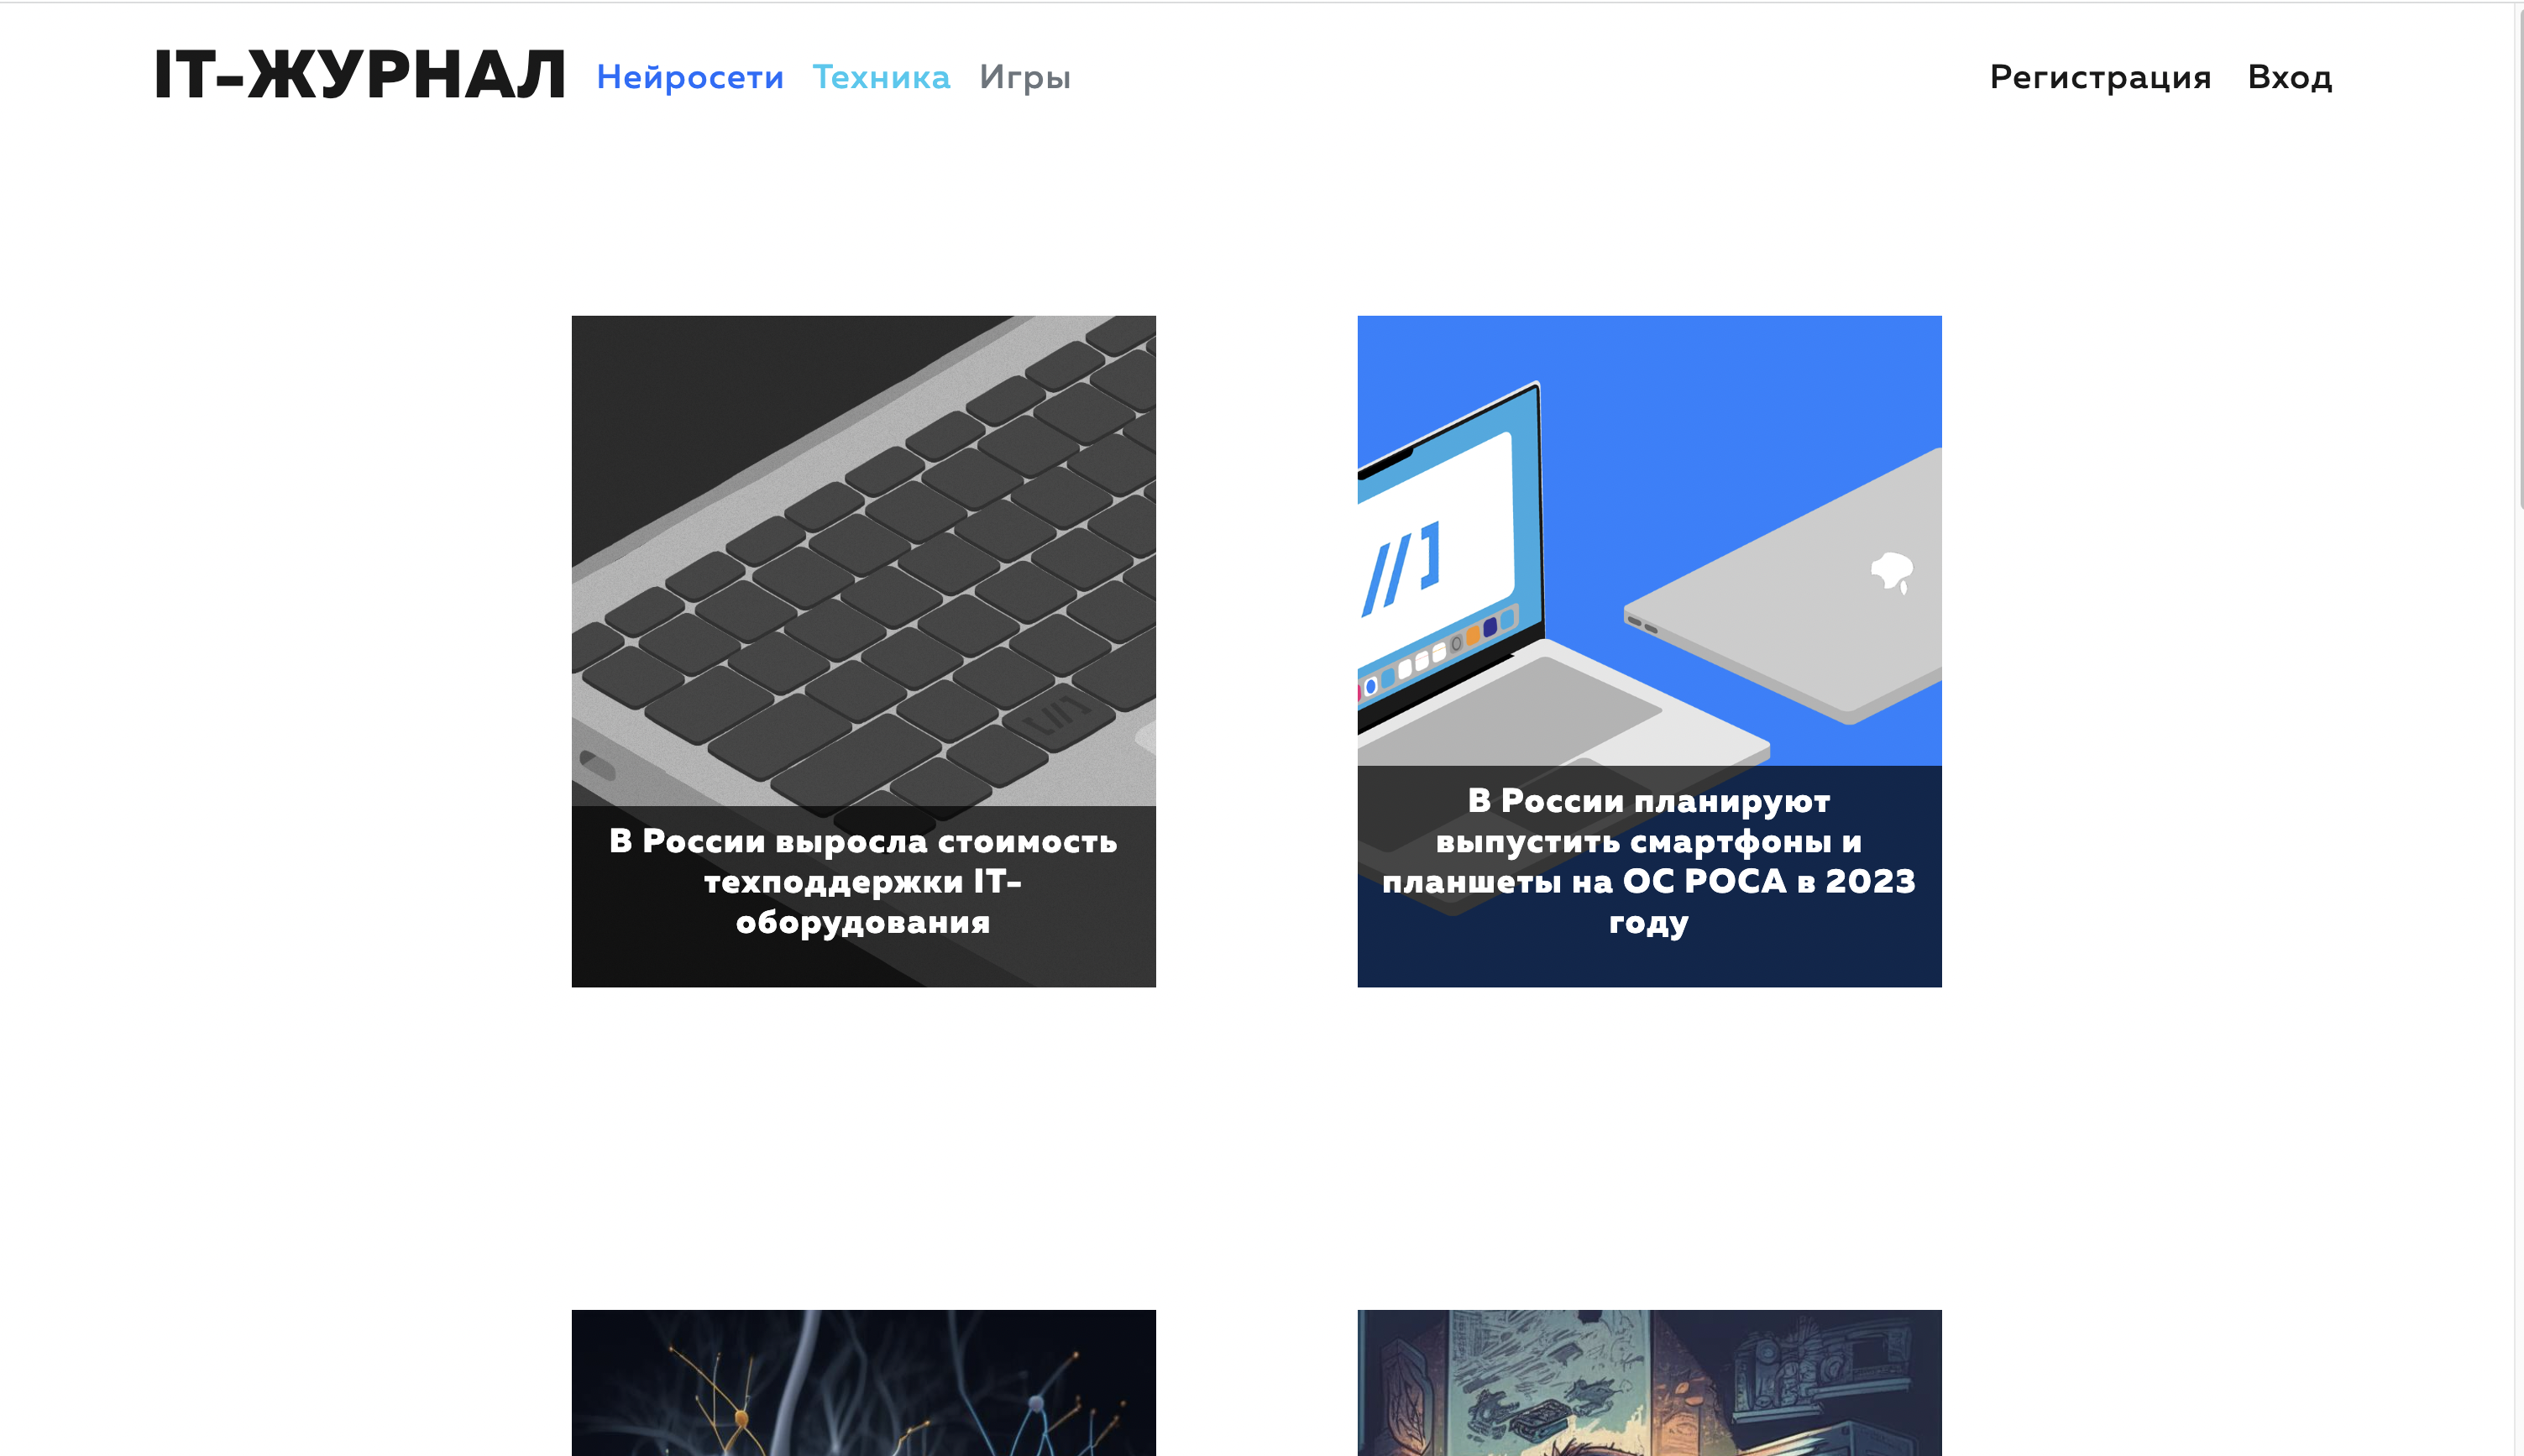 IT-ЖУРНАЛ Нейросети Техника Игры Регистрация Вход
В России выросла стоимость
техподдержки IT-
оборудования
В России планируют
выпустить смартфоны и
планшеты на ОС РОСА в 2023
году